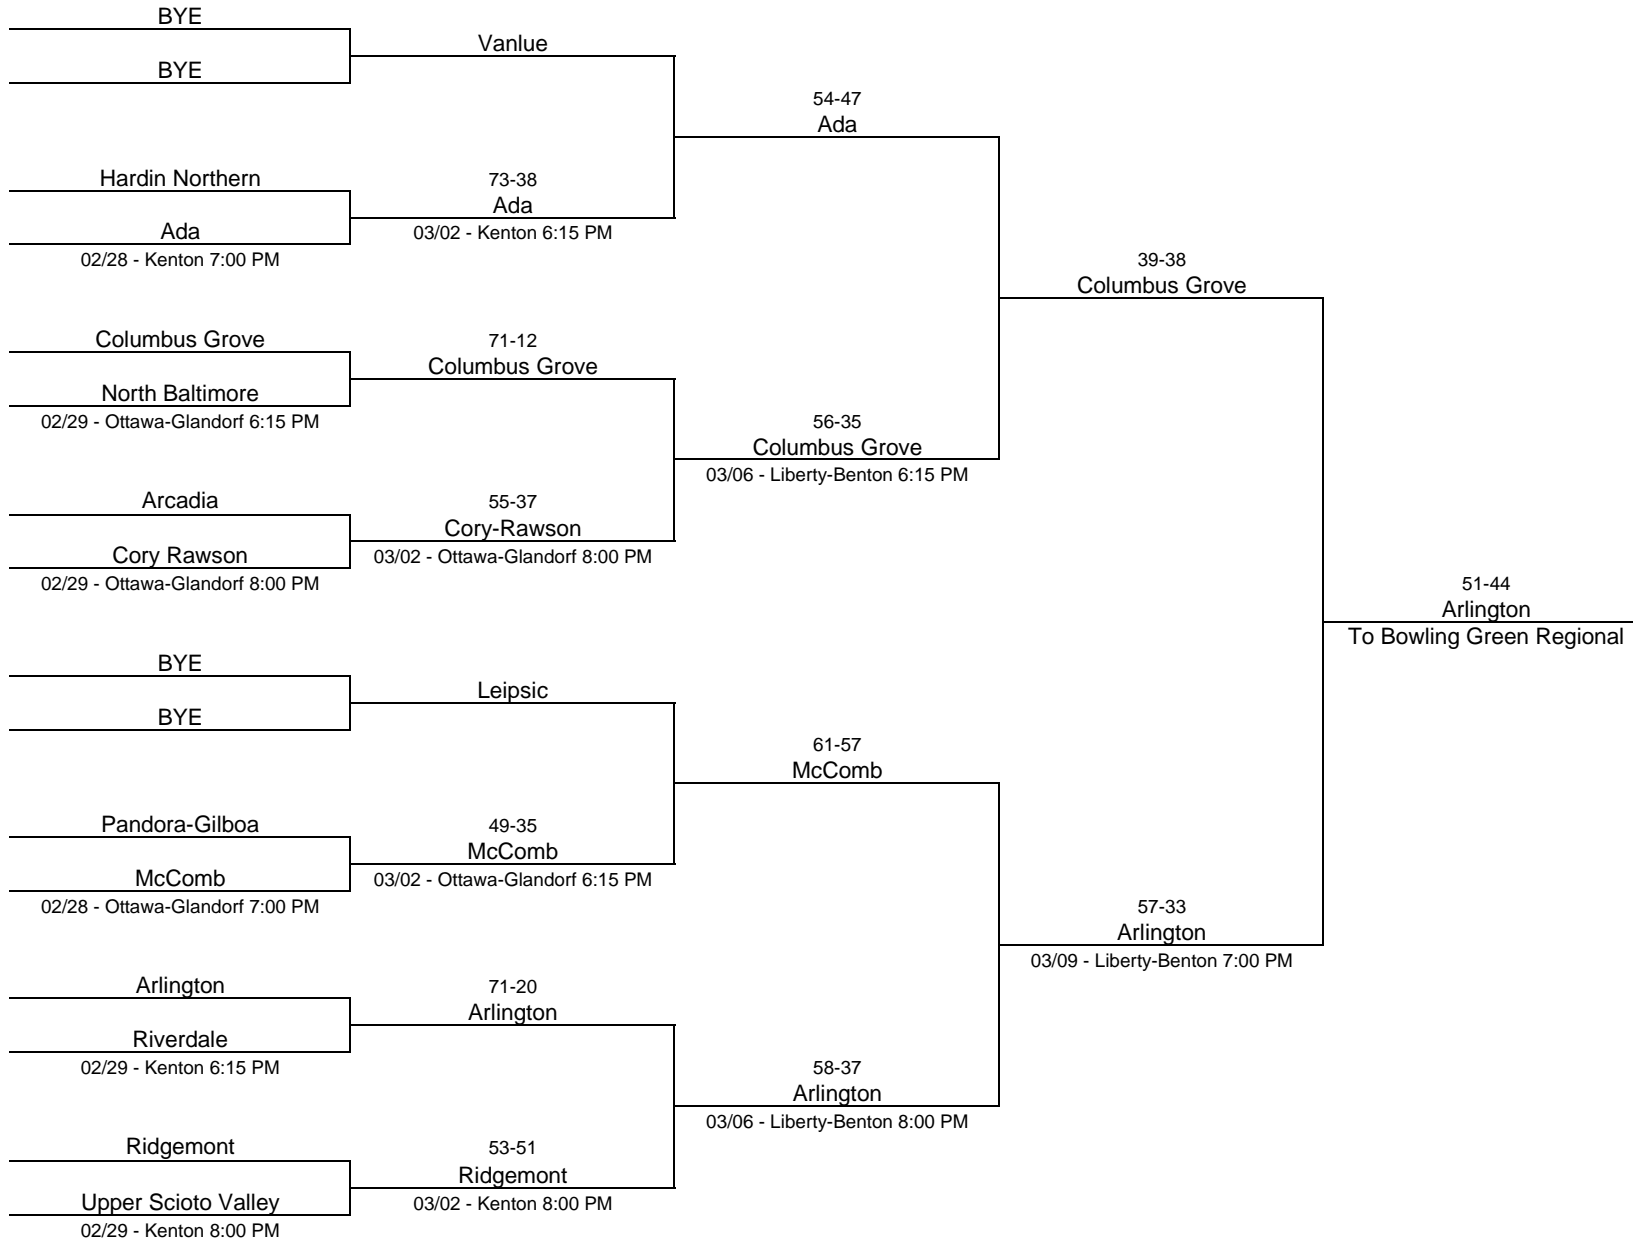 BYE
BYE
Vanlue
Hardin Northern
Ada
02/28 - Kenton 7:00 PM
73-38
Ada
03/02 - Kenton 6:15 PM
54-47
Ada
Columbus Grove
North Baltimore
02/29 - Ottawa-Glandorf 6:15 PM
71-12
Columbus Grove
Arcadia
Cory Rawson
02/29 - Ottawa-Glandorf 8:00 PM
55-37
Cory-Rawson
03/02 - Ottawa-Glandorf 8:00 PM
56-35
Columbus Grove
03/06 - Liberty-Benton 6:15 PM
39-38
Columbus Grove
BYE
BYE
Leipsic
Pandora-Gilboa
McComb
02/28 - Ottawa-Glandorf 7:00 PM
49-35
McComb
03/02 - Ottawa-Glandorf 6:15 PM
61-57
McComb
Arlington
Riverdale
02/29 - Kenton 6:15 PM
71-20
Arlington
Ridgemont
Upper Scioto Valley
02/29 - Kenton 8:00 PM
53-51
Ridgemont
03/02 - Kenton 8:00 PM
58-37
Arlington
03/06 - Liberty-Benton 8:00 PM
57-33
Arlington
03/09 - Liberty-Benton 7:00 PM
51-44
Arlington
To Bowling Green Regional